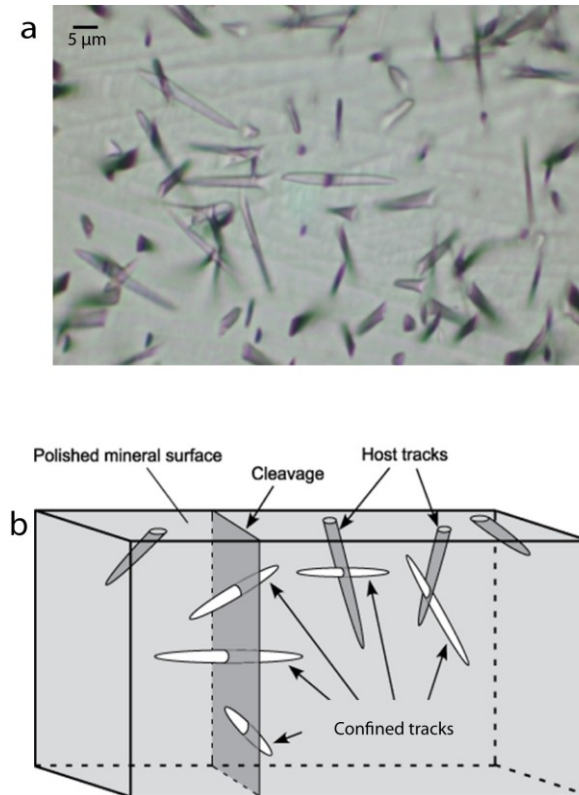 a
5 μm
Polished mineral surface
Cleavage
Host tracks
b
Confined tracks